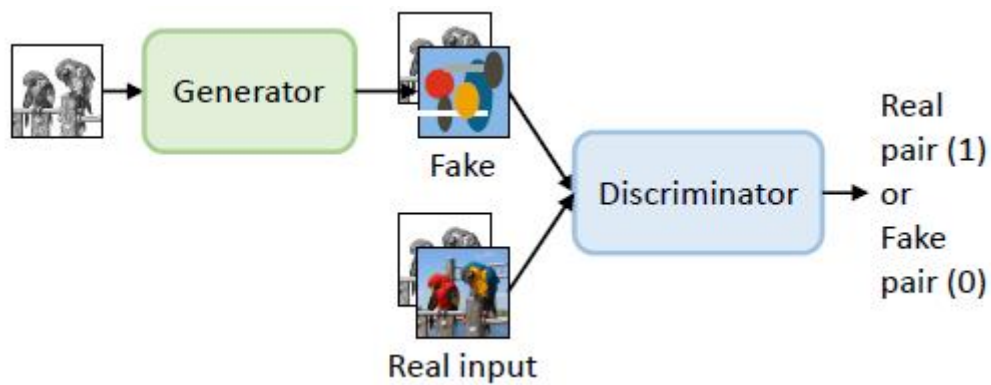 Generator
Fake
Discriminator
Real
pair (1)
or
Fake
pair (0)
Real input